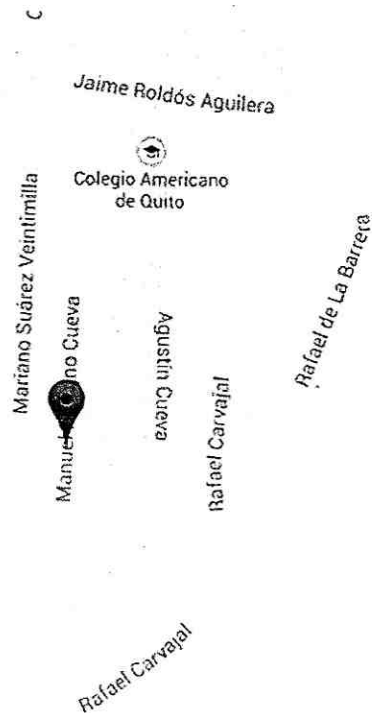 Jaime Roldós Aguilera
Colegio Americano
de Quito
Mariano Suárez Veintimilla
Rafael de La Barrera
Cueva
Agustín Cueva
Rafael Carvajal
Rafael Carvajal